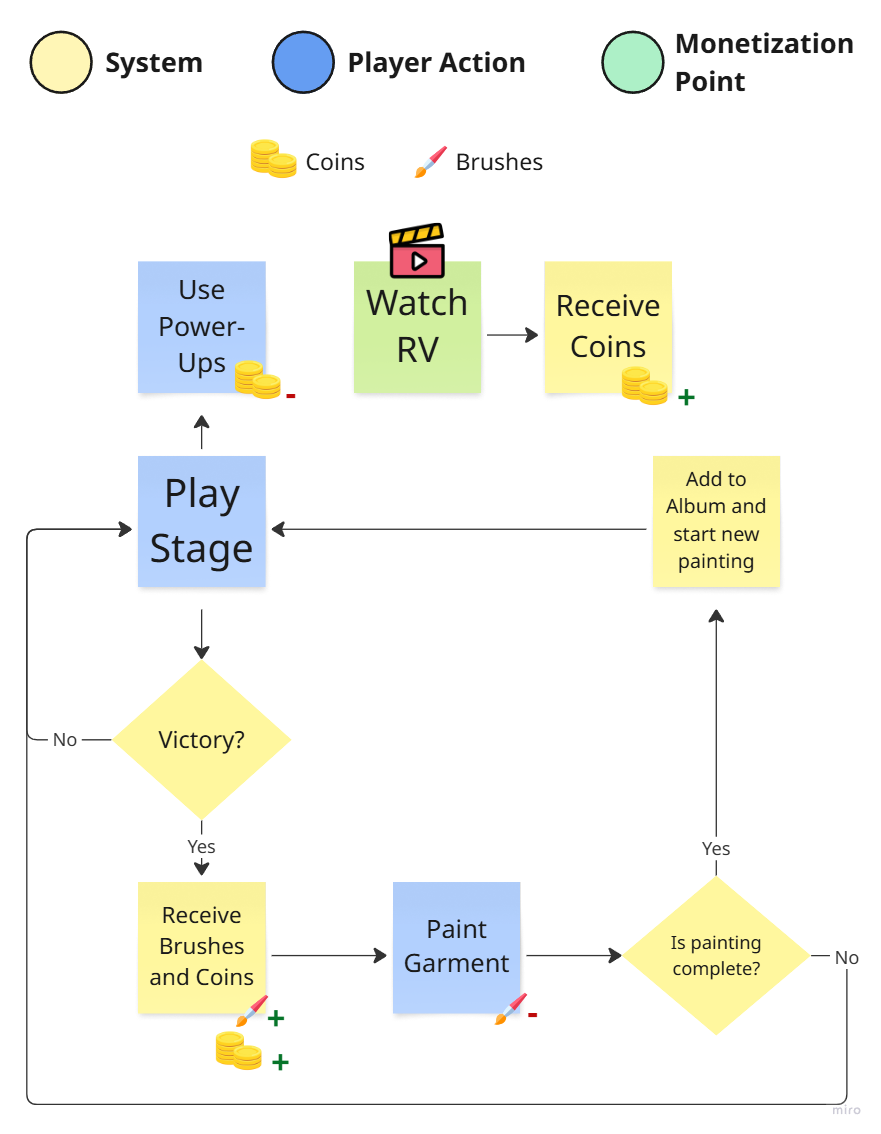 System
Player Action
Monetization
Point
Coins
Brushes
Use
Power-
Ups
-
Watch
RV
Receive
Coins
+
Play
Stage
Add to
Album and
start new
painting
Victory?
No
Yes
Yes
Receive
Brushes
and Coins
+
+
Paint
Garment
-
Is painting
complete?
No
miro